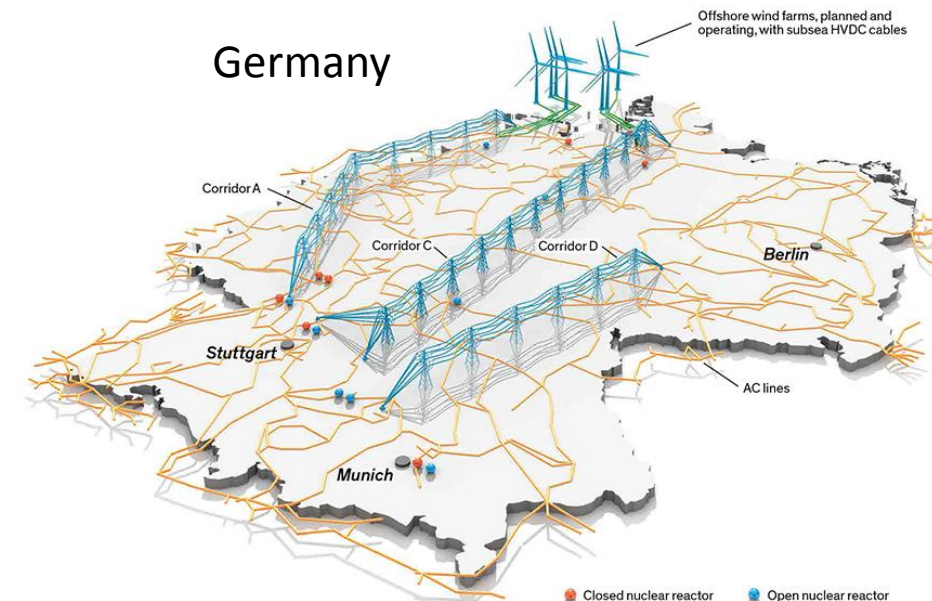 Germany
Offshore wind farms, planned and
operating, with subsea HVDC cables
Corridor A
Corridor C
Corridor D
Berlin
Stuttgart
AC lines
Munich
Closed nuclear reactor
Open nuclear reactor